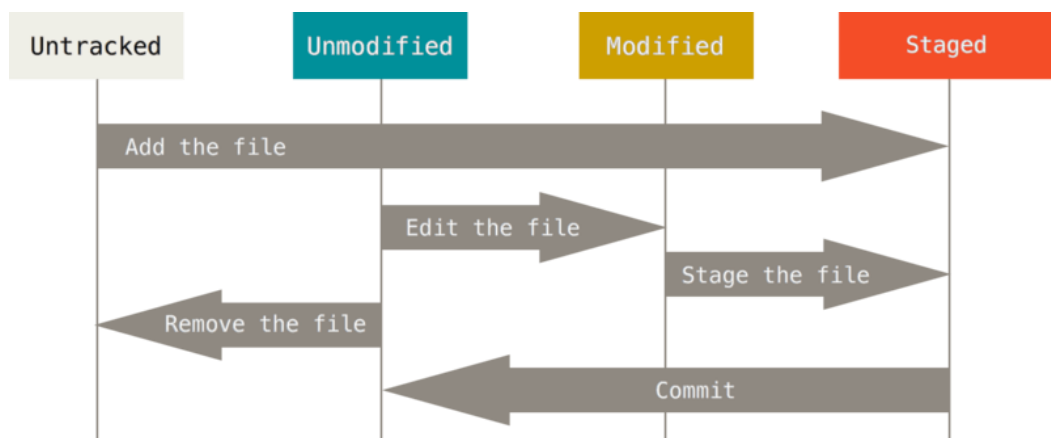 Untracked
Unmodified
Modified
Staged
Add the file
Edit the file
Stage the file
Remove the file
Commit